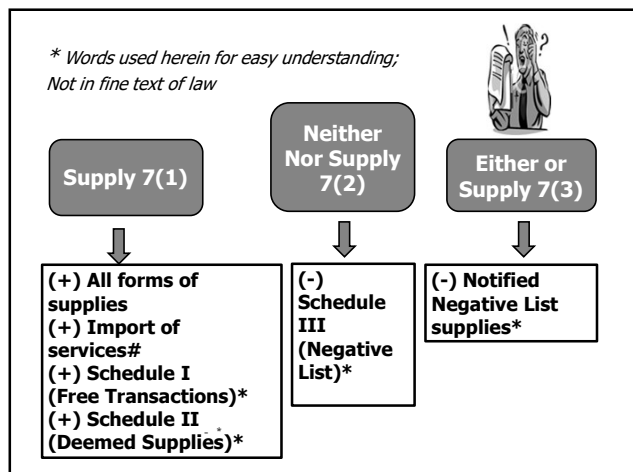 * Words used herein for easy understanding;
Not in fine text of law
Supply 7(1)
Neither
Nor Supply
7(2)
Either or
Supply 7(3)
(+) All forms of
supplies
(+) Import of
services#
(+) Schedule I
(Free Transactions)*
(+) Schedule II
(Deemed Supplies)*
(-)
Schedule
III
(Negative
List)*
(-) Notified
Negative List
supplies*